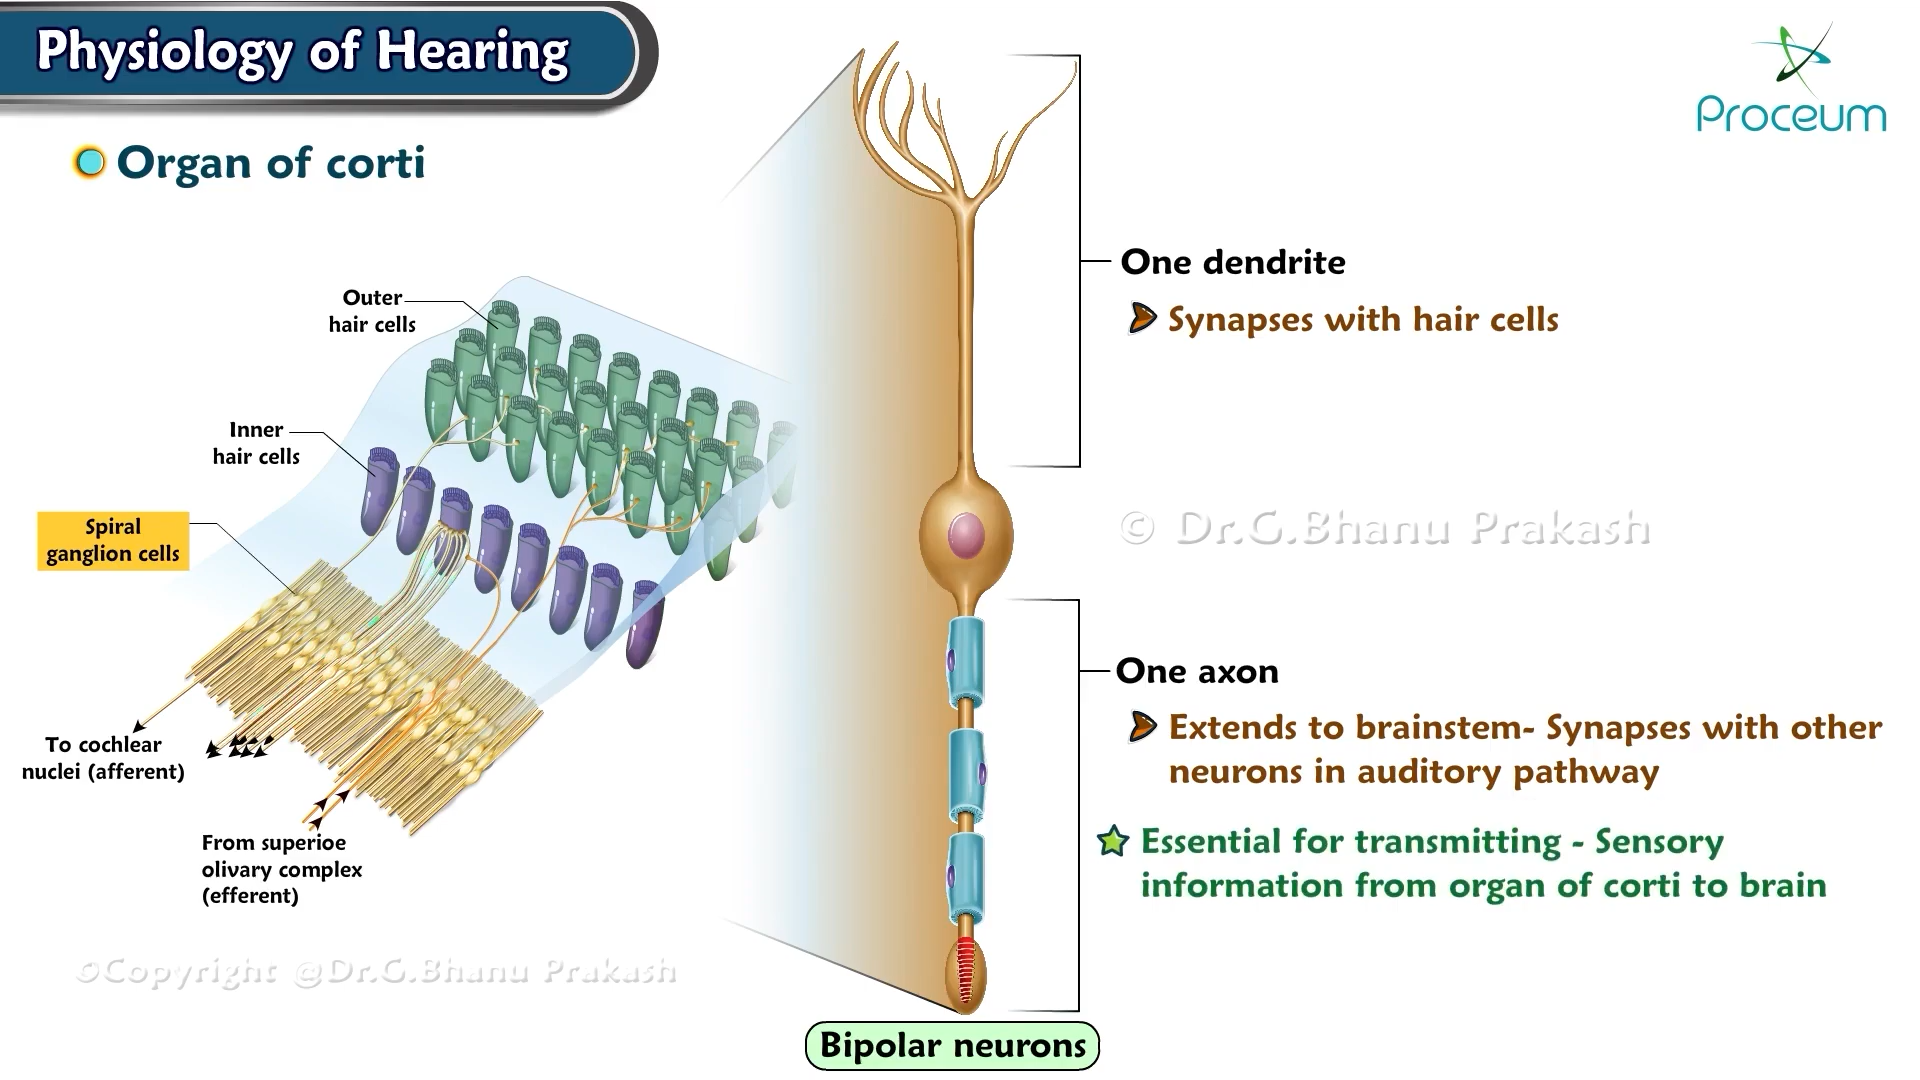 Physiology of Hearing
Proceum
Organ of corti
Outer
hair cells
Inner
hair cells
Spiral
ganglion cells
To cochlear
nuclei (afferent)
From superioe
olivary complex
(efferent)
One dendrite
Synapses with hair cells
© Dr.G.Bhanu Prakash
One axon
Extends to brainstem- Synapses with other
neurons in auditory pathway
Essential for transmitting - Sensory
information from organ of corti to brain
©Copyright @Dr.G.Bhanu Prakash
Bipolar neurons